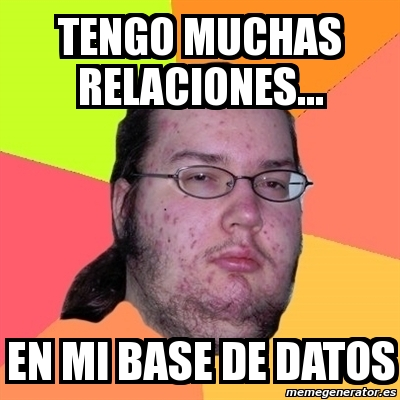 TENGO MUCHAS
RELACIONES...
EN MI BASE DE DATOS
memegenerator.es